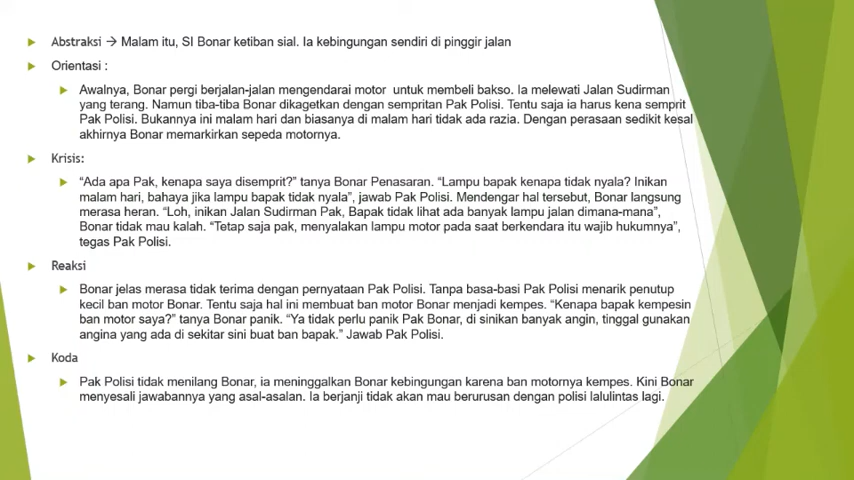 Abstraksi → Malam itu, SI Bonar ketiban sial. Ia kebingungan sendiri di pinggir jalan
Orientasi :
Awalnya, Bonar pergi berjalan-jalan mengendarai motor untuk membeli bakso. Ia melewati Jalan Sudirman
yang terang. Namun tiba-tiba Bonar dikagetkan dengan sempritan Pak Polisi. Tentu saja ia harus kena semprit
Pak Polisi. Bukannya ini malam hari dan biasanya di malam hari tidak ada razia. Dengan perasaan sedikit kesal
akhirnya Bonar memarkirkan sepeda motornya.
Krisis:
“Ada apa Pak, kenapa saya disemprit?” tanya Bonar Penasaran. “Lampu bapak kenapa tidak nyala? Inikan
malam hari, bahaya jika lampu bapak tidak nyala”, jawab Pak Polisi. Mendengar hal tersebut, Bonar langsung
merasa heran. “Loh, inikan Jalan Sudirman Pak, Bapak tidak lihat ada banyak lampu jalan dimana-mana”,
Bonar tidak mau kalah. “Tetap saja pak, menyalakan lampu motor pada saat berkendara itu wajib hukumnya”,
tegas Pak Polisi.
Reaksi
Bonar jelas merasa tidak terima dengan pernyataan Pak Polisi. Tanpa basa-basi Pak Polisi menarik penutup
kecil ban motor Bonar. Tentu saja hal ini membuat ban motor Bonar menjadi kempes. “Kenapa bapak kempesin
ban motor saya?” tanya Bonar panik. “Ya tidak perlu panik Pak Bonar, di sinikan banyak angin, tinggal gunakan
angina yang ada di sekitar sini buat ban bapak.” Jawab Pak Polisi.
Koda
Pak Polisi tidak menilang Bonar, ia meninggalkan Bonar kebingungan karena ban motornya kempes. Kini Bonar
menyesali jawabannya yang asal-asalan. Ia berjanji tidak akan mau berurusan dengan polisi lalulintas lagi.